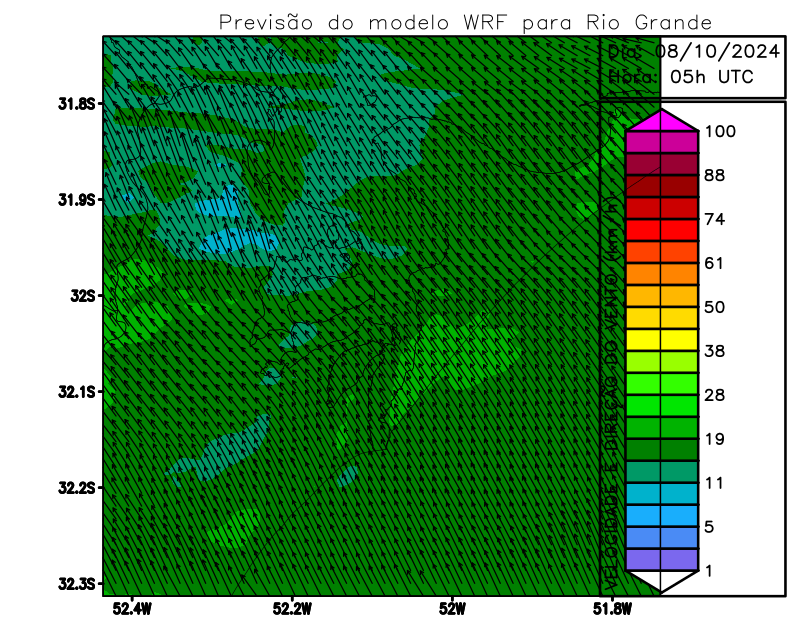 Previsão do modelo WRF para Rio Grande
Dia: 08/10/2024
Hora: 05h UTC
31.8S
31.9S
32S
32.1S
32.2S
32.3S
52.4W
52.2W
52W
51.8W
VELOCIDADE E DIREÇÃO DO VENTO (km/h)
100
88
74
61
50
38
28
19
11
5
1